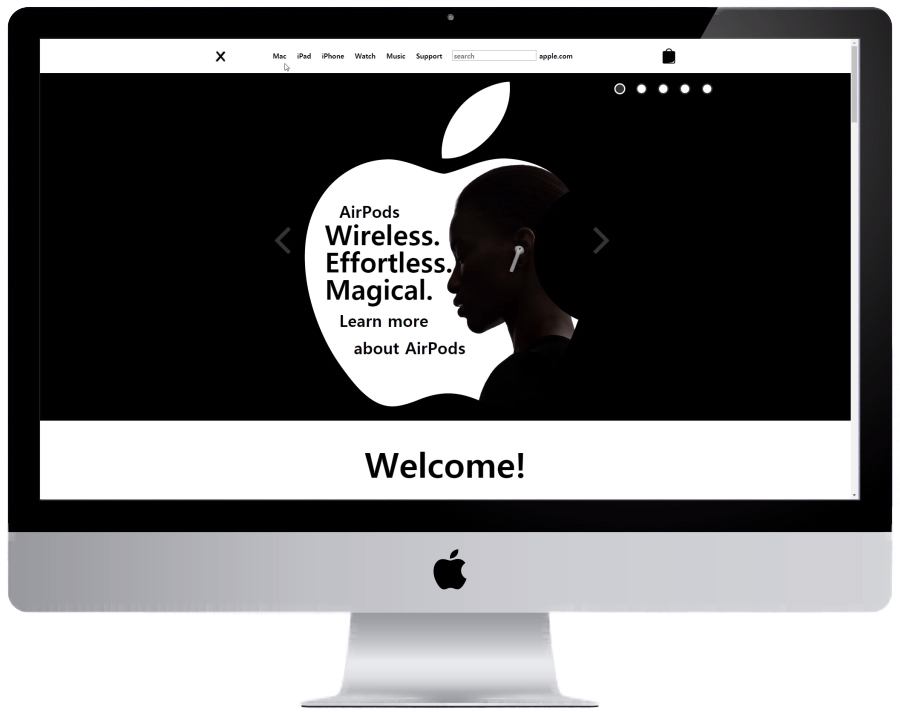 X Mac iPad iPhone Watch Music Support search apple.com
AirPods
Wireless.
Effortless.
Magical.
Learn more
about AirPods
Welcome!